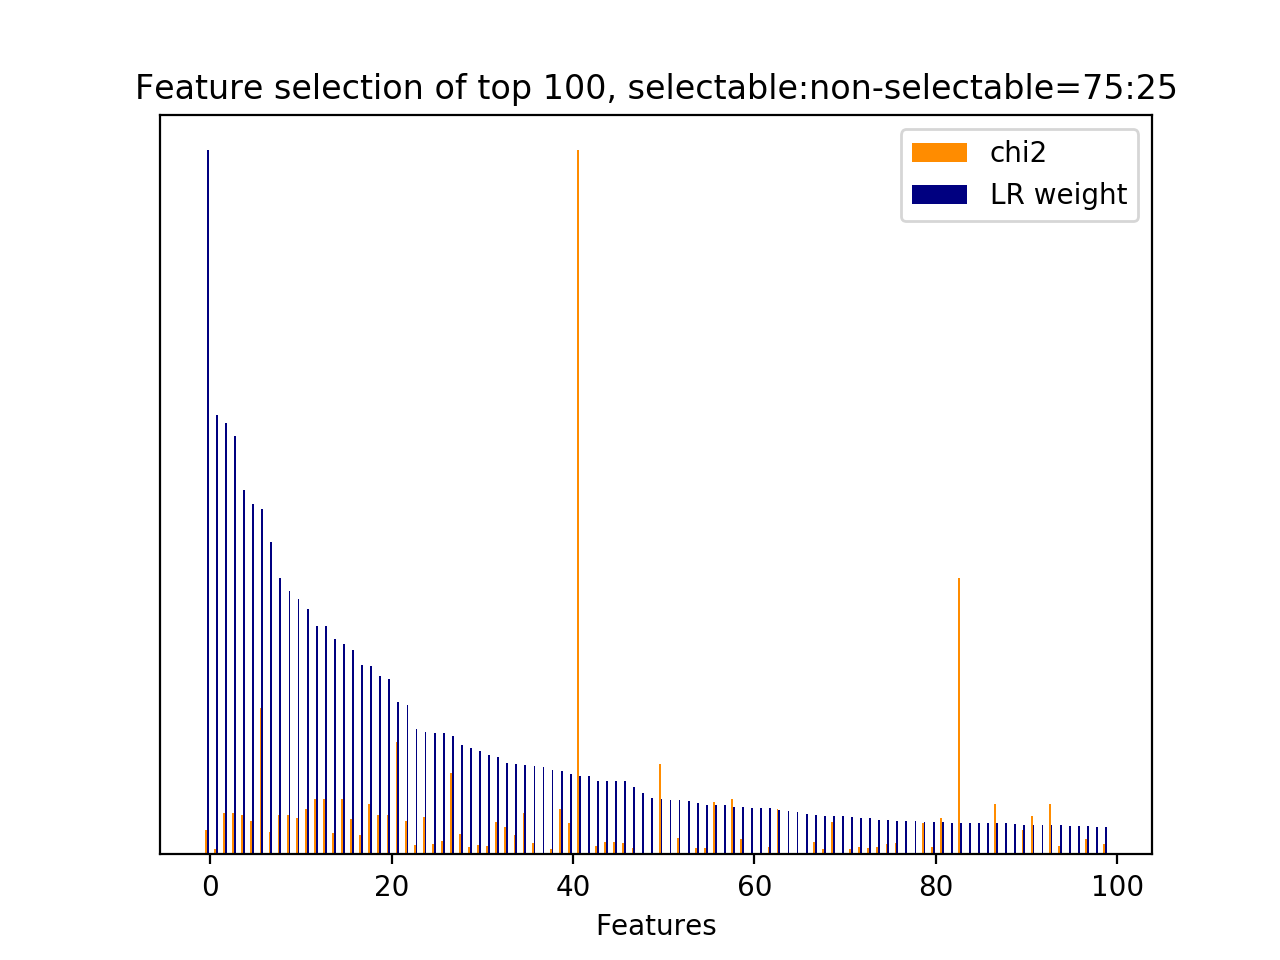 Feature selection of top 100, selectable:non-selectable=75:25
chi2
LR weight
0 20 40 60 80 100
Features